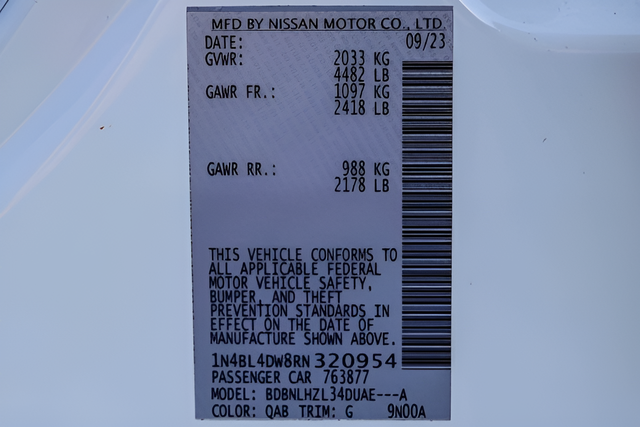 MFD BY NISSAN MOTOR CO., LTD.
DATE: 09/23
GVWR: 2033 KG
4482 LB
GAWR FR.: 1097 KG
2418 LB
GAWR RR.: 988 KG
2178 LB
THIS VEHICLE CONFORMS TO
ALL APPLICABLE FEDERAL
MOTOR VEHICLE SAFETY,
BUMPER, AND THEFT
PREVENTION STANDARDS IN
EFFECT ON THE DATE OF
MANUFACTURE SHOWN ABOVE.
1N4BL4DW8RN320954
PASSENGER CAR 763877
MODEL: BDBNLHZL34DUAE---A
COLOR: QAB TRIM: G 9N00A